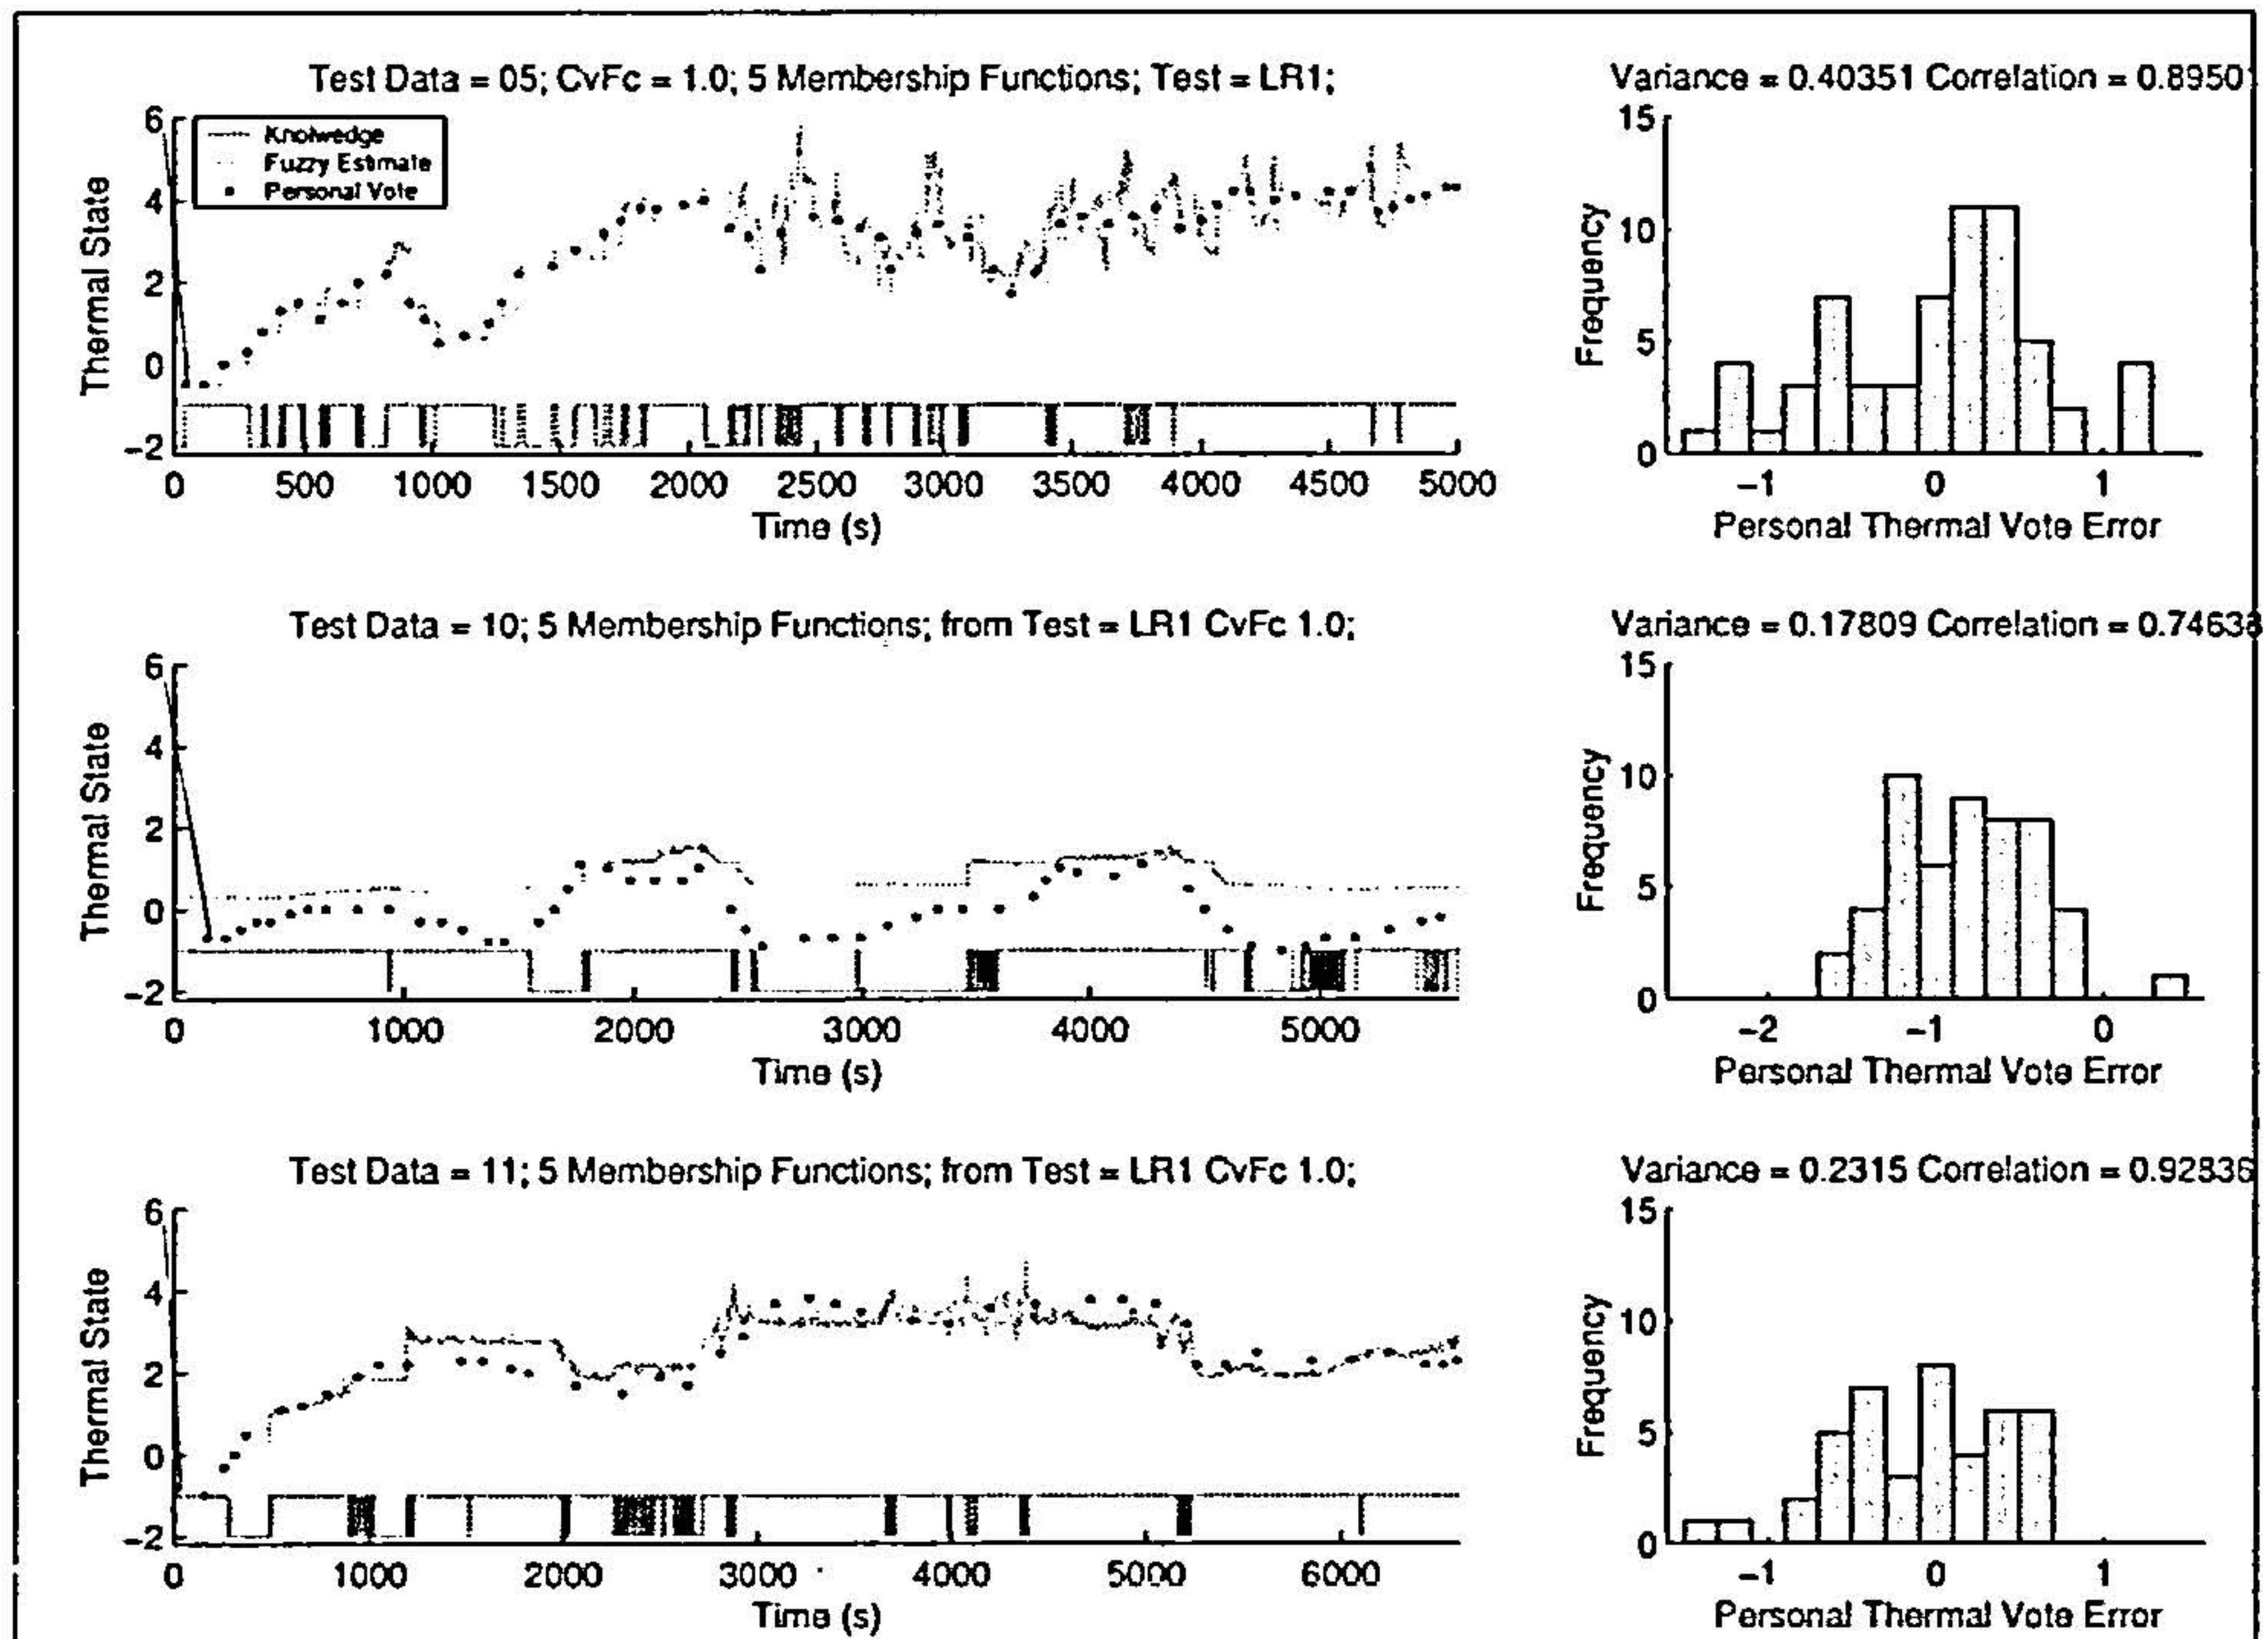 Test Data = 05; CvFc = 1.0; 5 Membership Functions; Test = LR1;
Variance = 0.40351 Correlation = 0.8950
Knolwedge
Fuzzy Estimate
Personal Vote
Thermal State
6
4
2
0
−2
0 500 1000 1500 2000 2500 3000 3500 4000 4500 5000
Time (s)
Frequency
15
10
5
0
−1 0 1
Personal Thermal Vote Error
Test Data = 10; 5 Membership Functions; from Test = LR1 CvFc 1.0;
Variance = 0.17809 Correlation = 0.74638
Thermal State
6
4
2
0
−2
0 1000 2000 3000 4000 5000
Time (s)
Frequency
15
10
5
0
−2 −1 0
Personal Thermal Vote Error
Test Data = 11; 5 Membership Functions; from Test = LR1 CvFc 1.0;
Variance = 0.2315 Correlation = 0.92836
Thermal State
6
4
2
0
−2
0 1000 2000 3000 4000 5000 6000
Time (s)
Frequency
15
10
5
0
−1 0 1
Personal Thermal Vote Error